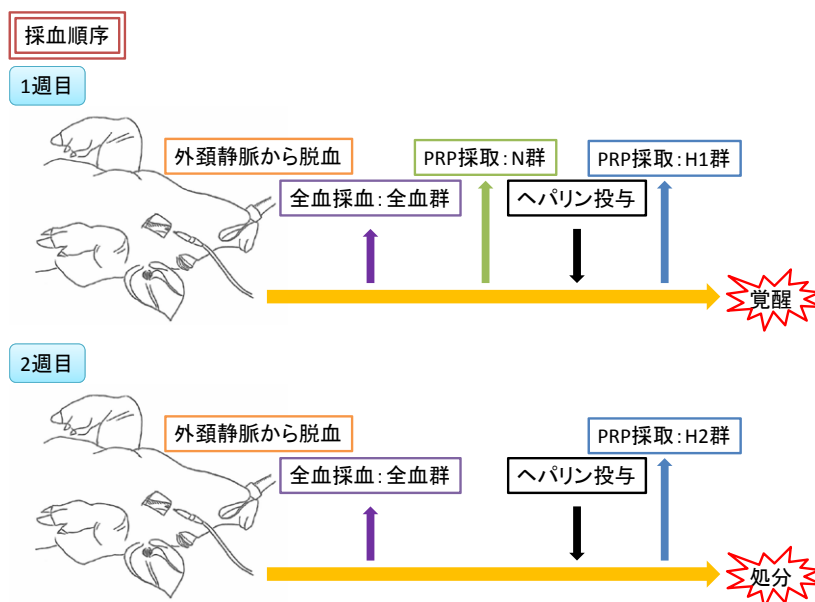 採血順序
1週目
外頚静脈から脱血
PRP採取:N群
PRP採取:H1群
全血採血:全血群
ヘパリン投与
覚醒
2週目
外頚静脈から脱血
PRP採取:H2群
全血採血:全血群
ヘパリン投与
処分